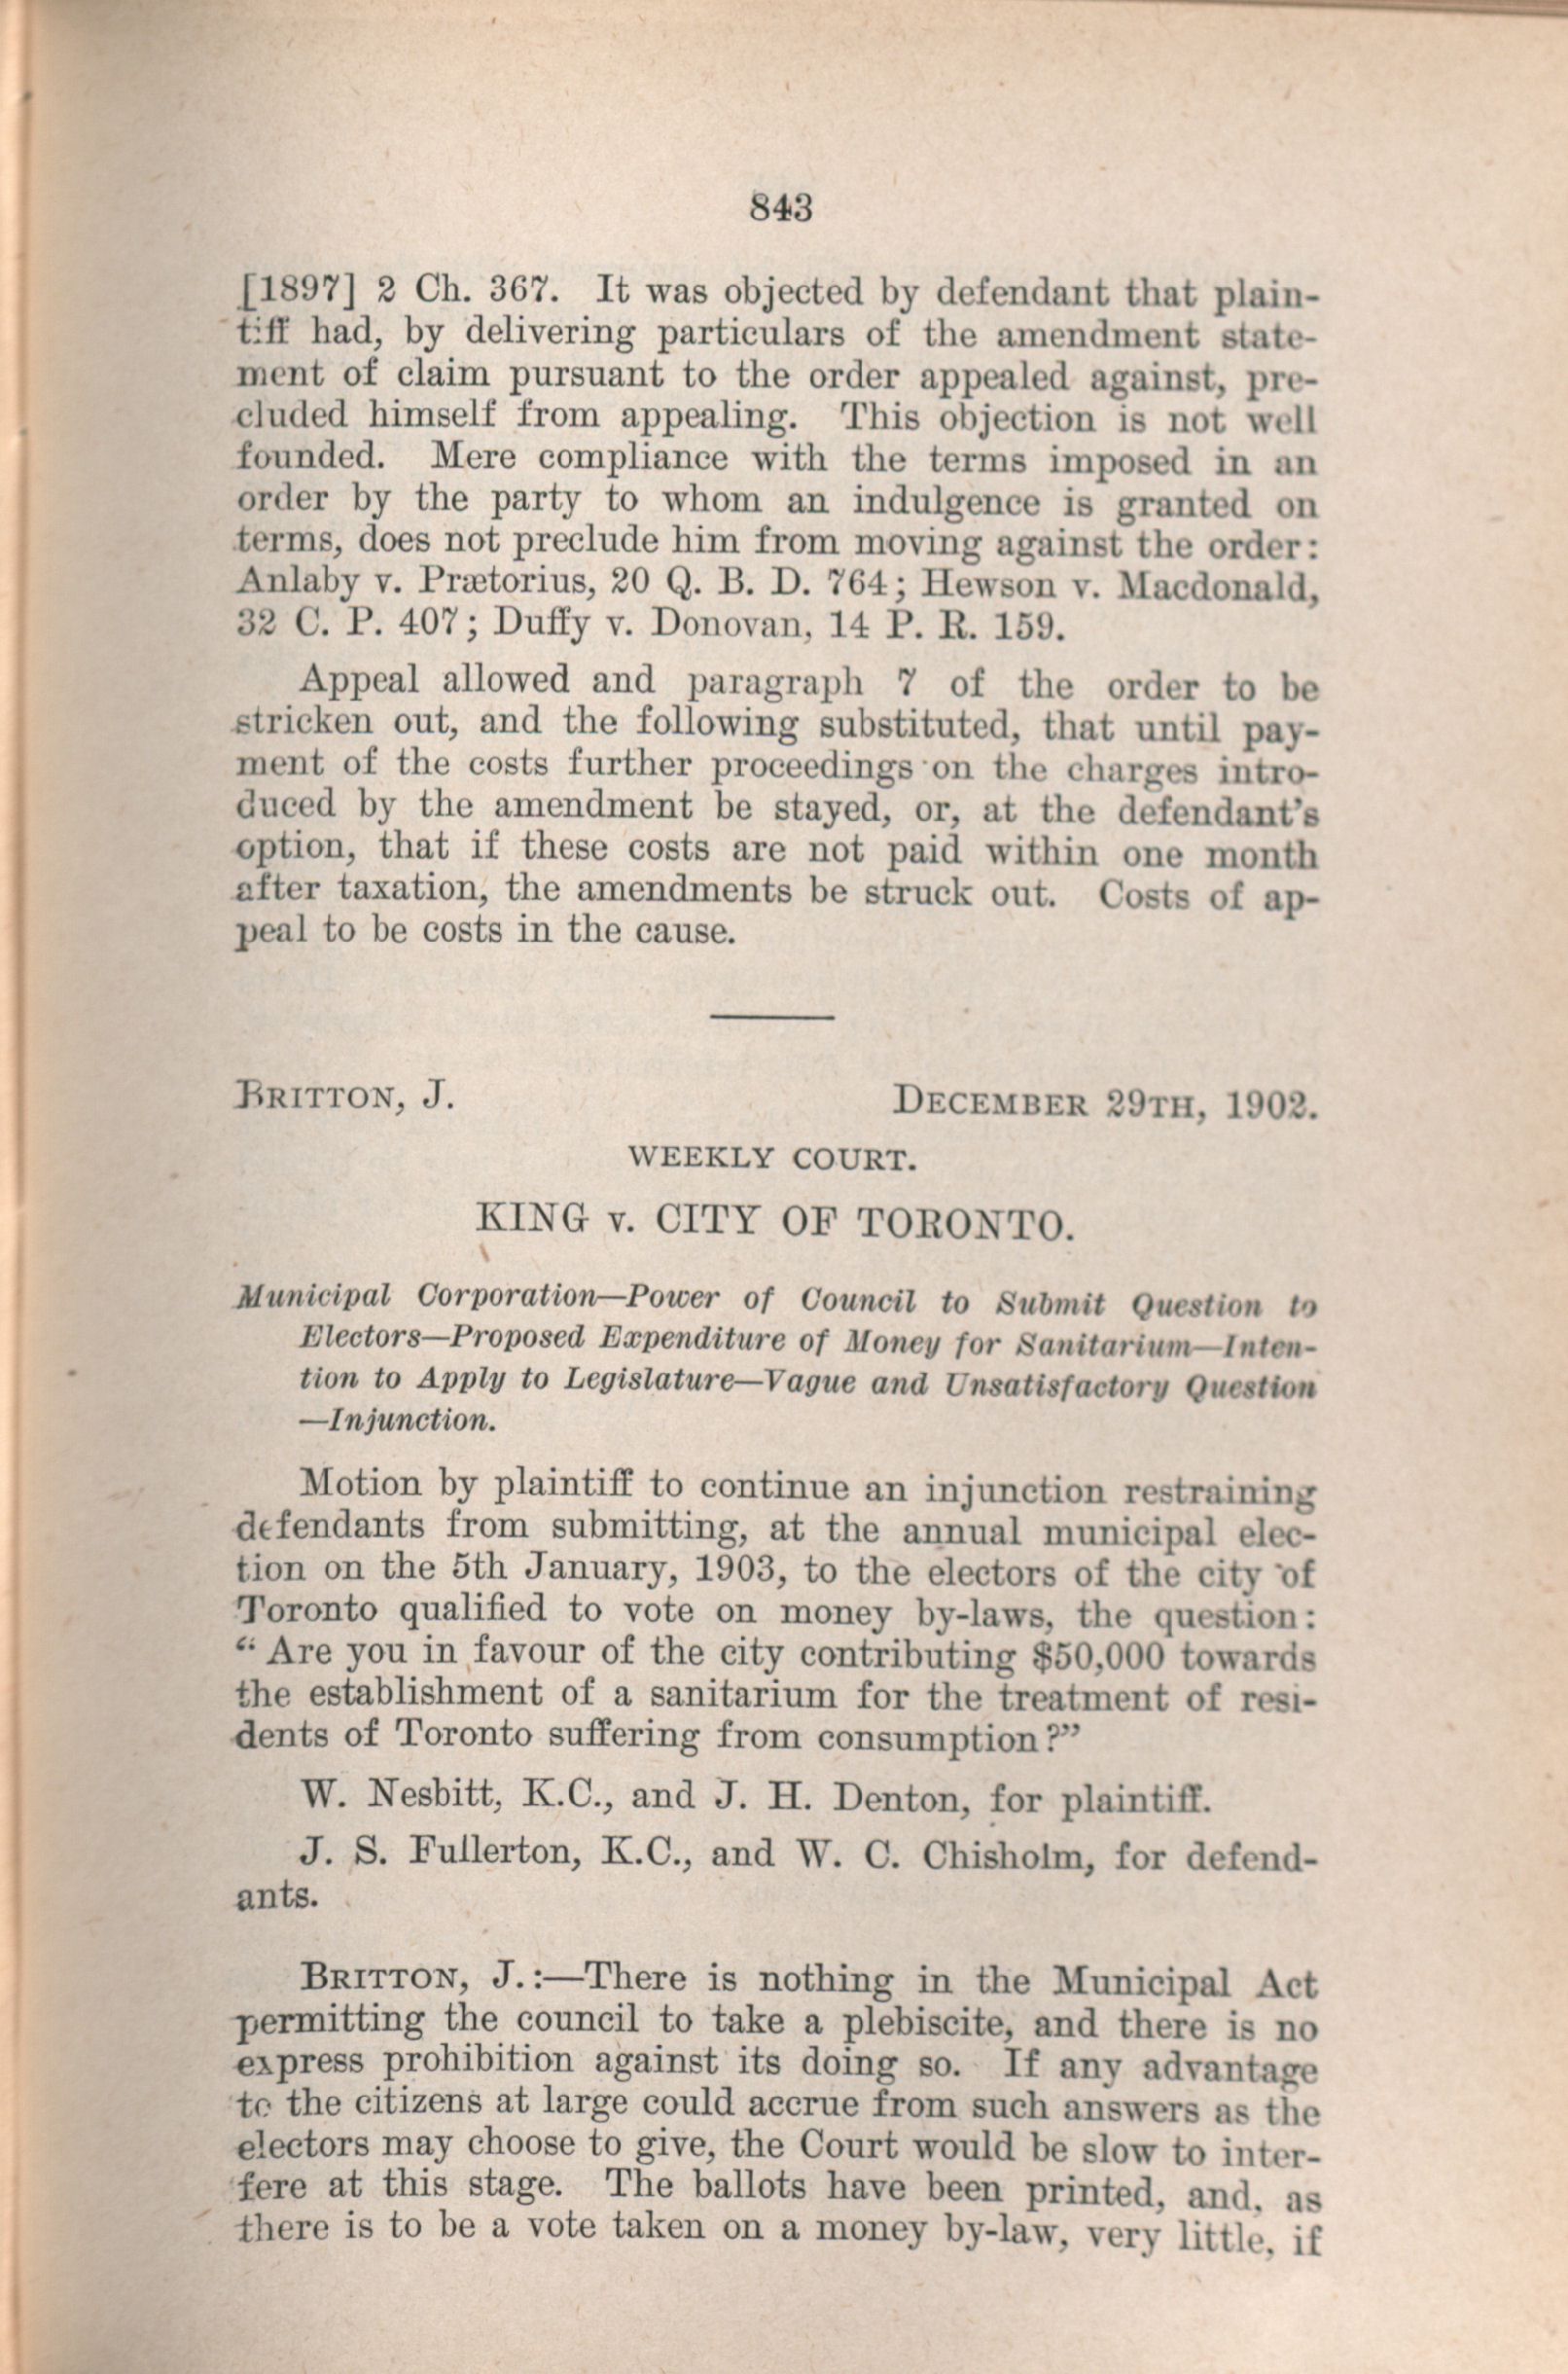 843
[1897] 2 Ch. 367. It was objected by defendant that plain-
tiff had, by delivering particulars of the amendment state-
ment of claim pursuant to the order appealed against, pre-
cluded himself from appealing. This objection is not well
founded. Mere compliance with the terms imposed in an
order by the party to whom an indulgence is granted on
terms, does not preclude him from moving against the order:
Anlaby v. Prætorius, 20 Q. B. D. 764; Hewson v. Macdonald,
32 C. P. 407; Duffy v. Donovan, 14 P. R. 159.
Appeal allowed and paragraph 7 of the order to be
stricken out, and the following substituted, that until pay-
ment of the costs further proceedings on the charges intro-
duced by the amendment be stayed, or, at the defendant's
option, that if these costs are not paid within one month
after taxation, the amendments be struck out. Costs of ap-
peal to be costs in the cause.
BRITTON, J. DECEMBER 29TH, 1902.
WEEKLY COURT.
KING v. CITY OF TORONTO.
Municipal Corporation—Power of Council to Submit Question to
Electors—Proposed Expenditure of Money for Sanitarium—Inten-
tion to Apply to Legislature—Vague and Unsatisfactory Question
—Injunction.
Motion by plaintiff to continue an injunction restraining
defendants from submitting, at the annual municipal elec-
tion on the 5th January, 1903, to the electors of the city of
Toronto qualified to vote on money by-laws, the question:
"Are you in favour of the city contributing $50,000 towards
the establishment of a sanitarium for the treatment of resi-
dents of Toronto suffering from consumption?"
W. Nesbitt, K.C., and J. H. Denton, for plaintiff.
J. S. Fullerton, K.C., and W. C. Chisholm, for defend-
ants.
BRITTON, J.:—There is nothing in the Municipal Act
permitting the council to take a plebiscite, and there is no
express prohibition against its doing so. If any advantage
to the citizens at large could accrue from such answers as the
electors may choose to give, the Court would be slow to inter-
fere at this stage. The ballots have been printed, and, as
there is to be a vote taken on a money by-law, very little, if